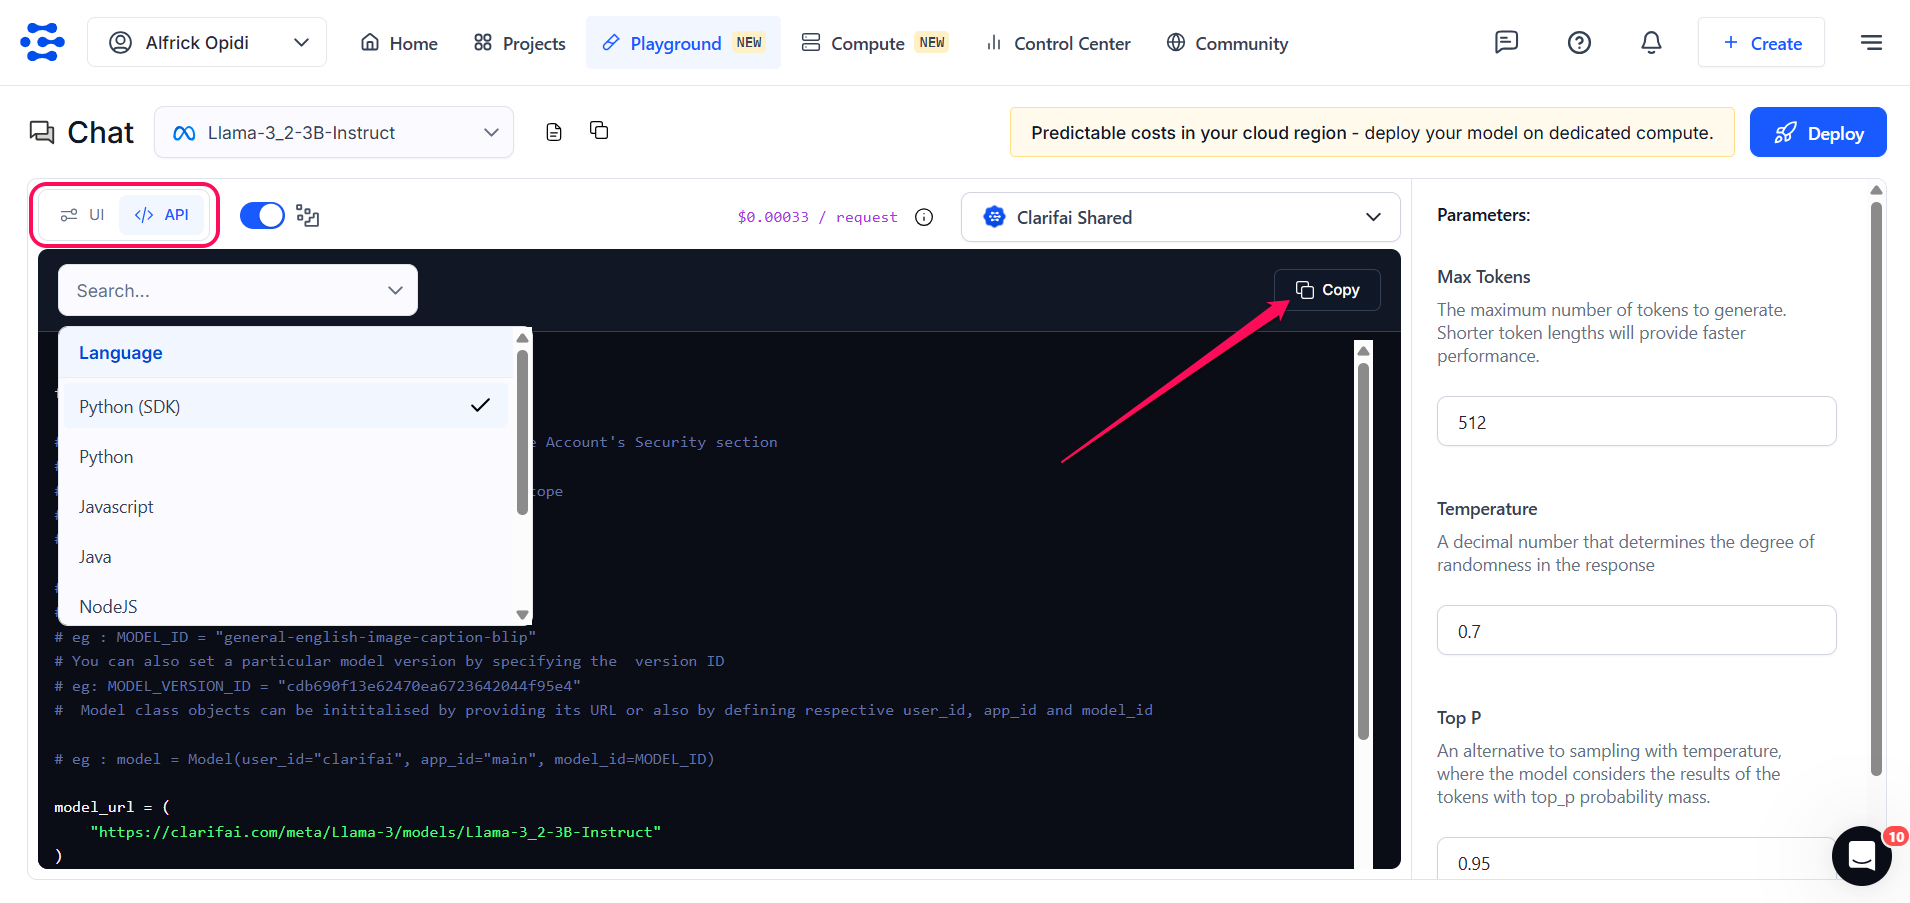 Alfrick Opidi
Home
Projects
Playground NEW
Compute NEW
Control Center
Community
+ Create
Chat
Llama-3_2-3B-Instruct
Predictable costs in your cloud region - deploy your model on dedicated compute.
Deploy
UI
</> API
$0.00033 / request
Clarifai Shared
Search...
Copy
Language
Python (SDK)
Python
Javascript
Java
NodeJS
Account's Security section
# eg : MODEL_ID = "general-english-image-caption-blip"
# You can also set a particular model version by specifying the  version ID
# eg: MODEL_VERSION_ID = "cdb690f13e62470ea6723642044f95e4"
#  Model class objects can be inititalised by providing its URL or also by defining respective user_id, app_id and model_id
# eg : model = Model(user_id="clarifai", app_id="main", model_id=MODEL_ID)
model_url = (
"https://clarifai.com/meta/Llama-3/models/Llama-3_2-3B-Instruct"
)
Parameters:
Max Tokens
The maximum number of tokens to generate.
Shorter token lengths will provide faster
performance.
512
Temperature
A decimal number that determines the degree of
randomness in the response
0.7
Top P
An alternative to sampling with temperature,
where the model considers the results of the
tokens with top_p probability mass.
0.95
10